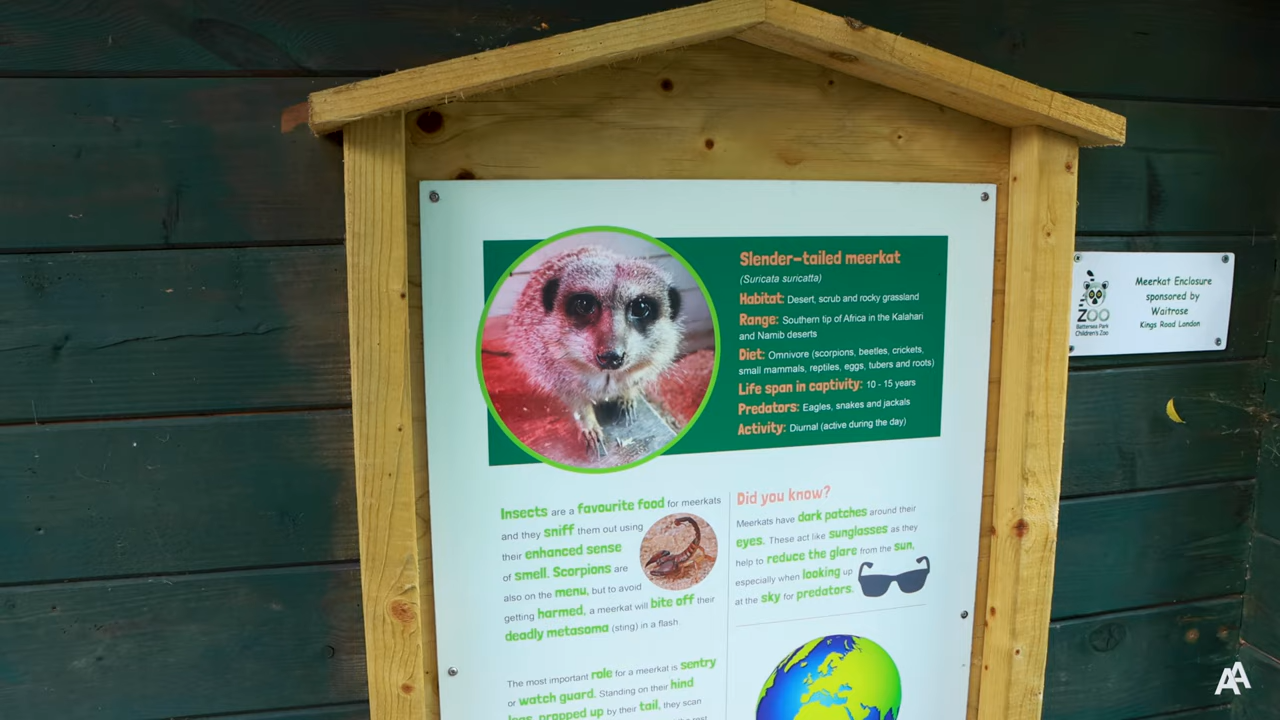 Slender-tailed meerkat
(Suricata suricatta)
Habitat: Desert, scrub and rocky grassland
Range: Southern tip of Africa in the Kalahari
and Namib deserts
Diet: Omnivore (scorpions, beetles, crickets,
small mammals, reptiles, eggs, tubers and roots)
Life span in captivity: 10 - 15 years
Predators: Eagles, snakes and jackals
Activity: Diurnal (active during the day)
Insects are a favourite food for meerkats
and they sniff them out using
their enhanced sense
of smell. Scorpions are
also on the menu, but to avoid
getting harmed, a meerkat will bite off their
deadly metasoma (sting) in a flash
The most important role for a meerkat is sentry
or watch guard. Standing on their hind
legs, propped up by their tail, they scan
Did you know?
Meerkats have dark patches around their
eyes. These act like sunglasses as they
help to reduce the glare from the sun,
especially when looking up
at the sky for predators.
ZOO
Battersea Park
Children's Zoo
Meerkat Enclosure
sponsored by
Waitrose
Kings Road London
AA